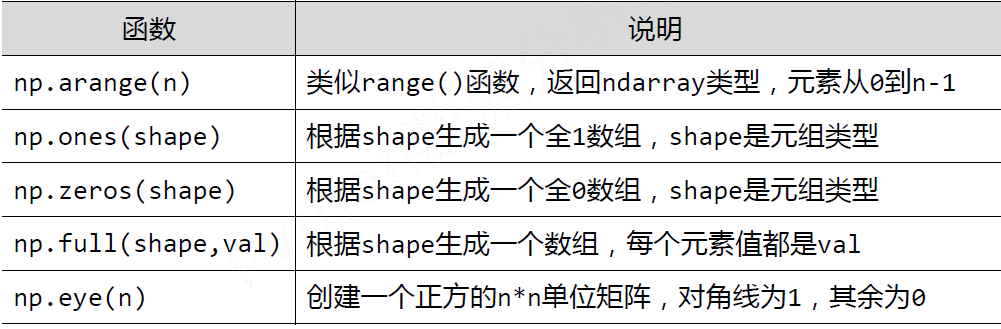 函数 说明
np.arange(n) 类似range()函数，返回ndarray类型，元素从0到n‐1
np.ones(shape) 根据shape生成一个全1数组，shape是元组类型
np.zeros(shape) 根据shape生成一个全0数组，shape是元组类型
np.full(shape,val) 根据shape生成一个数组，每个元素值都是val
np.eye(n) 创建一个正方的n*n单位矩阵，对角线为1，其余为0